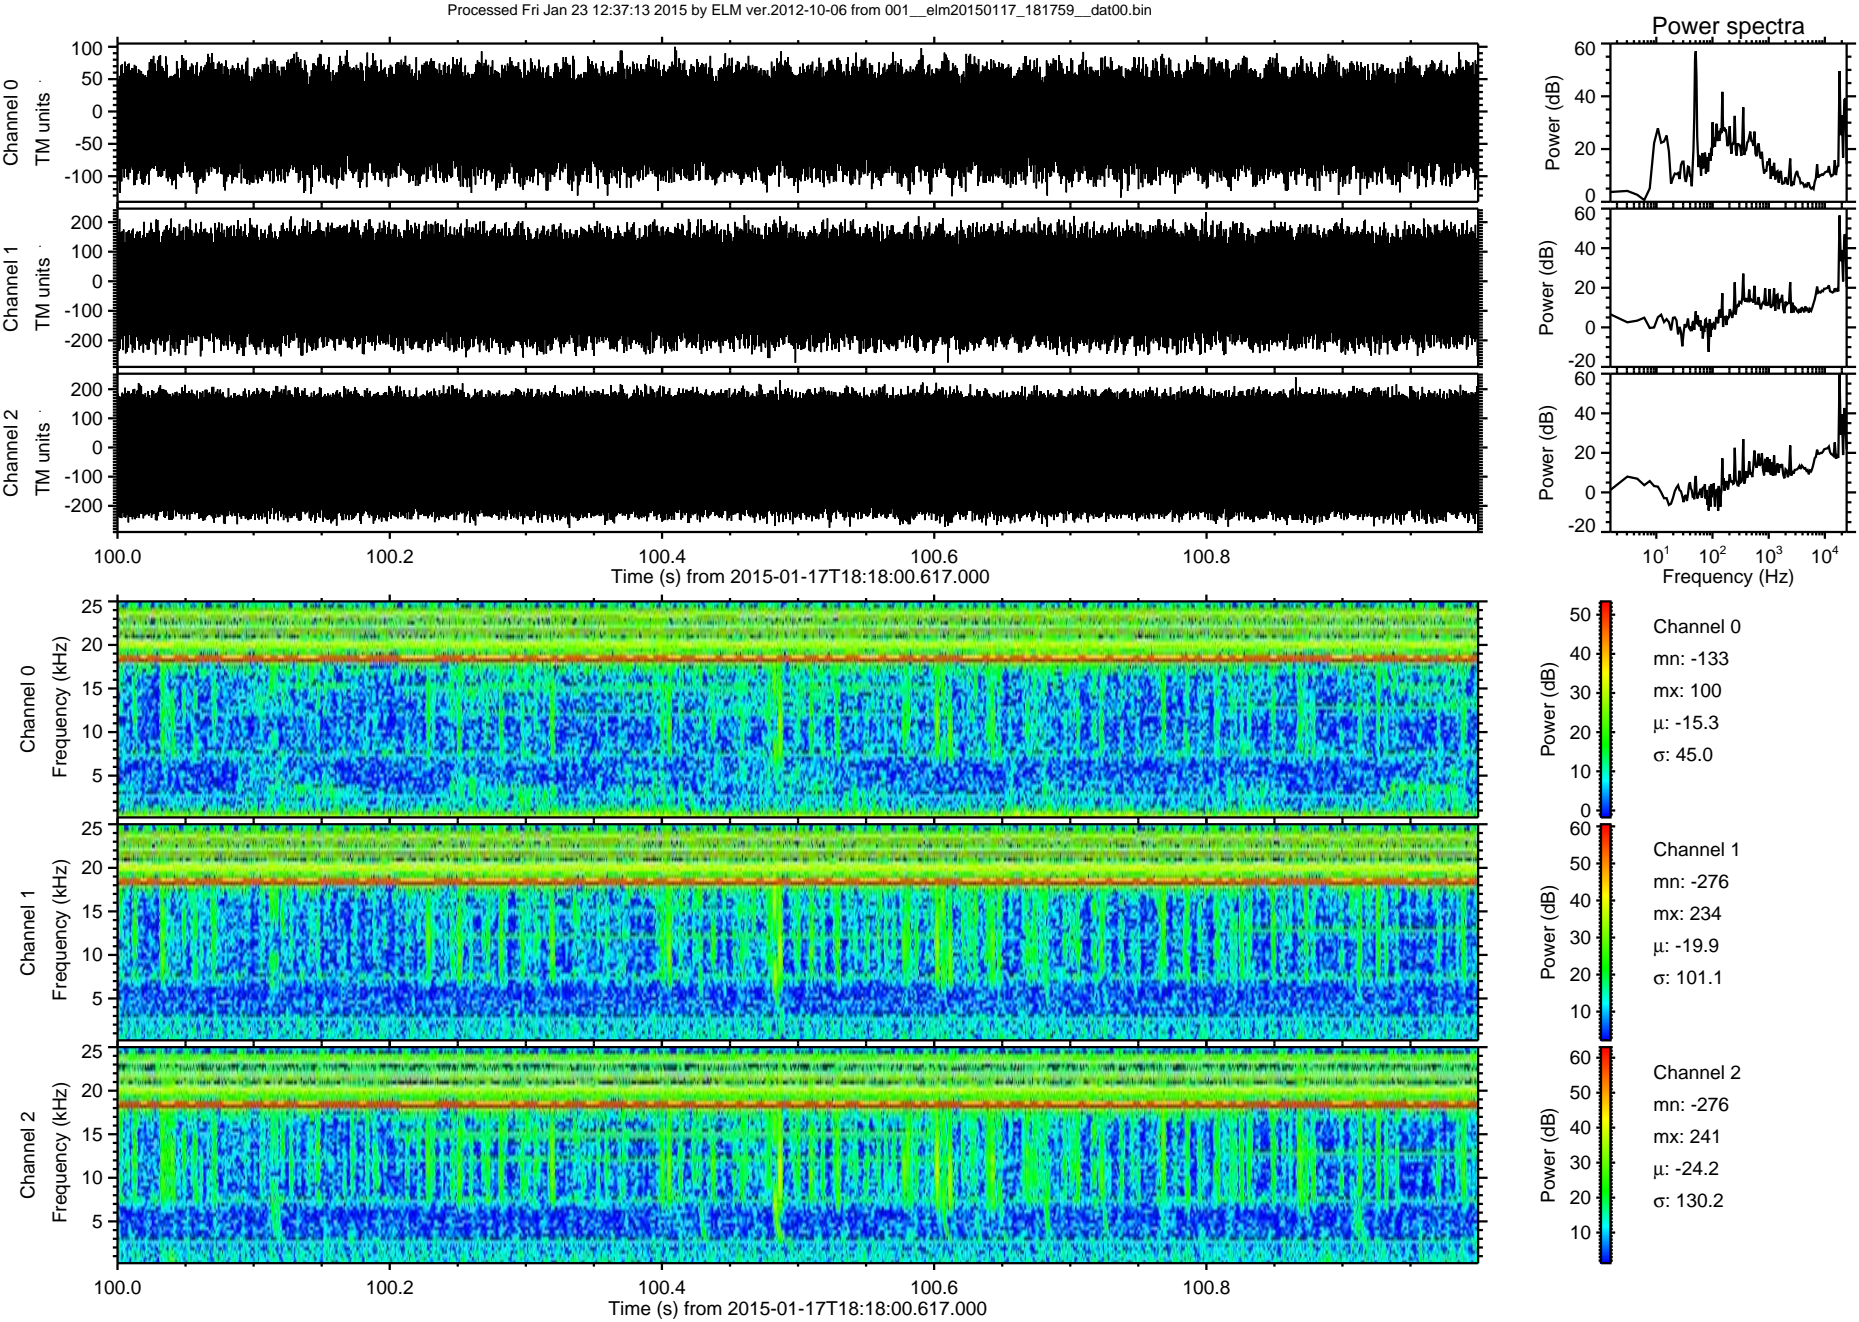 Processed Fri Jan 23 12:37:13 2015 by ELM ver.2012-10-06 from 001__elm20150117_181759__dat00.bin
Power spectra
Channel 0
TM units
100
50
0
-50
-100
Power (dB)
60
40
20
0
Channel 1
TM units
200
100
0
-100
-200
Power (dB)
60
40
20
0
-20
Channel 2
TM units
200
100
0
-100
-200
Power (dB)
60
40
20
0
-20
100.0 100.2 100.4 100.6 100.8
Time (s) from 2015-01-17T18:18:00.617.000
10¹ 10² 10³ 10⁴
Frequency (Hz)
Channel 0
Frequency (kHz)
25
20
15
10
5
Power (dB)
50
40
30
20
10
0
Channel 0
mn: -133
mx: 100
μ: -15.3
σ: 45.0
Channel 1
Frequency (kHz)
25
20
15
10
5
Power (dB)
60
50
40
30
20
10
Channel 1
mn: -276
mx: 234
μ: -19.9
σ: 101.1
Channel 2
Frequency (kHz)
25
20
15
10
5
Power (dB)
60
50
40
30
20
10
Channel 2
mn: -276
mx: 241
μ: -24.2
σ: 130.2
100.0 100.2 100.4 100.6 100.8
Time (s) from 2015-01-17T18:18:00.617.000